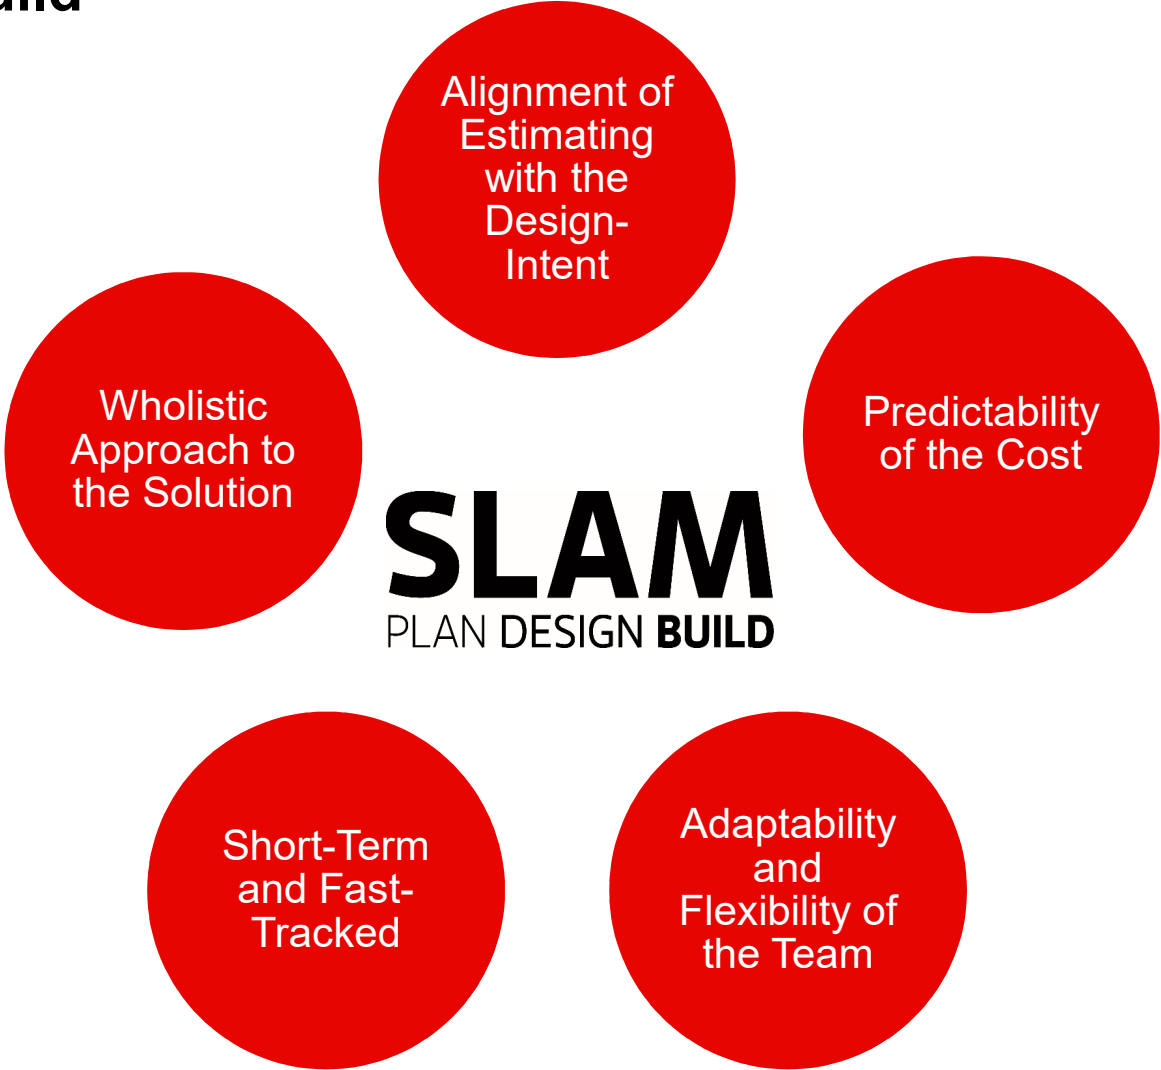 Alignment of
Estimating
with the
Design-
Intent
Wholistic
Approach to
the Solution
Predictability
of the Cost
SLAM
PLAN DESIGN BUILD
Short-Term
and Fast-
Tracked
Adaptability
and
Flexibility of
the Team